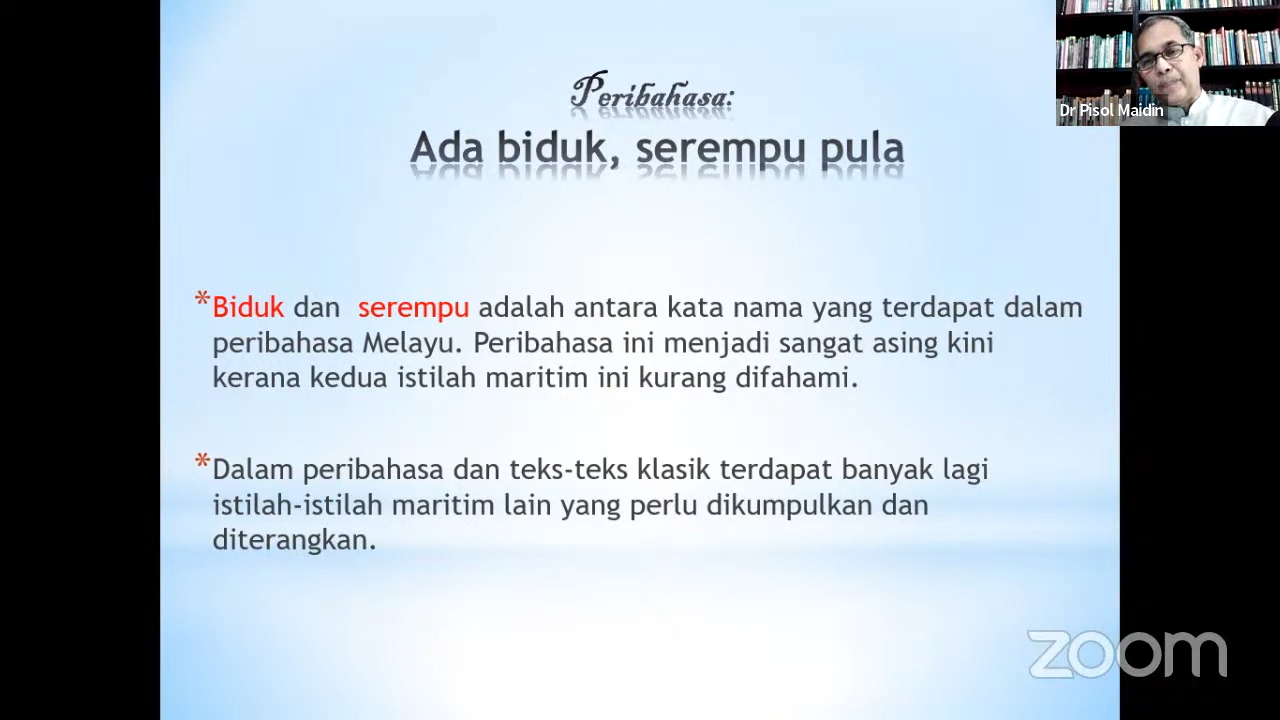 Peribahasa:
Ada biduk, serempu pula
Dr Pisol Maidin
*Biduk dan serempu adalah antara kata nama yang terdapat dalam
peribahasa Melayu. Peribahasa ini menjadi sangat asing kini
kerana kedua istilah maritim ini kurang difahami.
*Dalam peribahasa dan teks-teks klasik terdapat banyak lagi
istilah-istilah maritim lain yang perlu dikumpulkan dan
diterangkan.
zoom